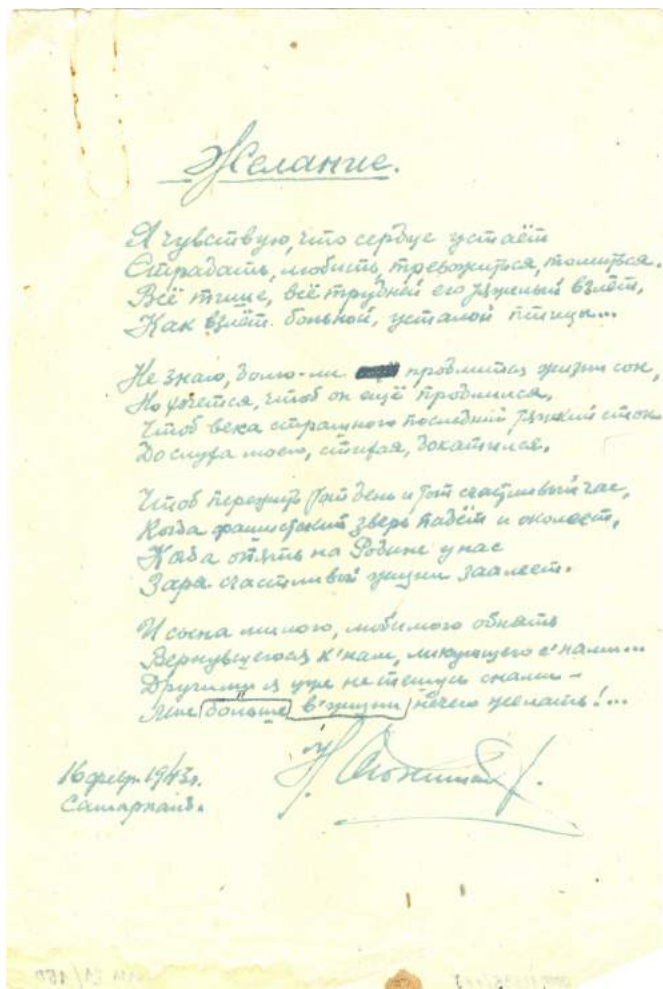 Желание.
Я чувствую, что сердце устаёт
Страдать, любить, тревожиться, томиться.
Всё тише, всё трудней его тяжелый взлёт,
Как взлёт больной, усталой птицы...
Не знаю, долго-ли продлится жизни сон,
Но хочется, чтоб он ещё продлился,
Чтоб века страшного последний тяжкий стон
До слуха моего, стихая, докатился.
Чтоб пережить тот день и тот счастливый час,
Когда фашистский зверь падёт и околеет,
Когда опять на Родине у нас
Заря счастливой жизни заалеет.
И сына милого, любимого обнять
Вернувшегося к'нам, ликующего с'нами...
Другими я уже не тешусь снами –
Мне больше в'жизни нечего желать!...
16 февр. 1943г.
Самарканд.